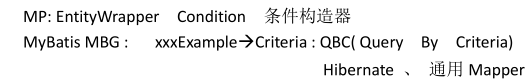 MP: EntityWrapper Condition 条件构造器
MyBatis MBG : xxxExample→Criteria : QBC( Query By Criteria)
Hibernate 、 通用 Mapper